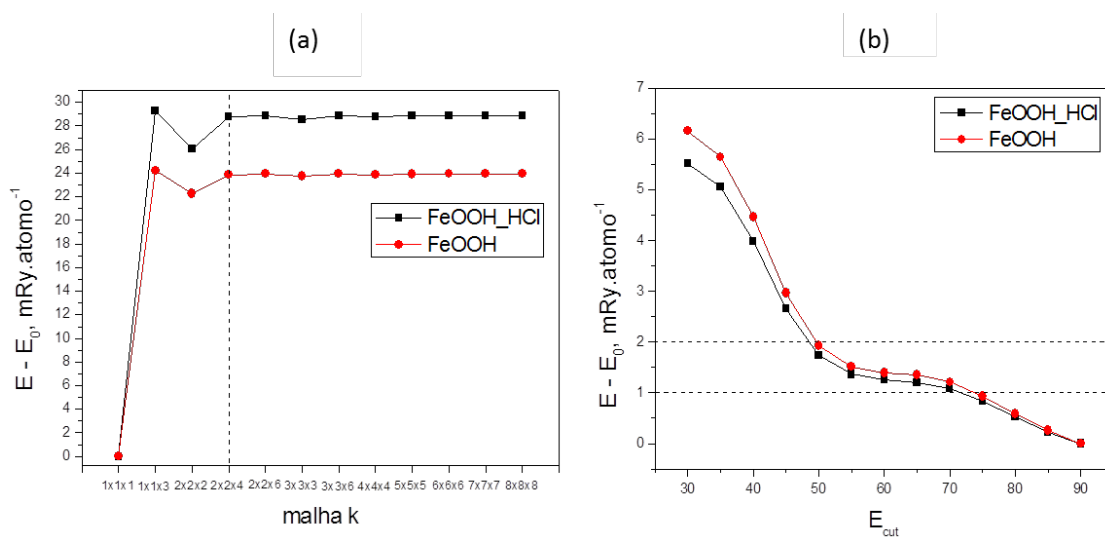 (a)
30
28
26
24
22
20
18
16
14
12
10
8
6
4
2
0
E - E₀, mRy.atomo⁻¹
FeOOH_HCl
FeOOH
1x1x1 1x1x3 2x2x2 2x2x4 2x2x6 3x3x3 3x3x6 4x4x4 5x5x5 6x6x6 7x7x7 8x8x8
malha k
(b)
7
6
5
4
3
2
1
0
E - E₀, mRy.atomo⁻¹
FeOOH_HCl
FeOOH
30 40 50 60 70 80 90
E_cut